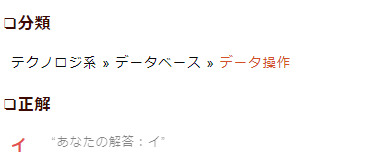 ❏分類
テクノロジ系 » データベース » データ操作
❏正解
イ “あなたの解答：イ”